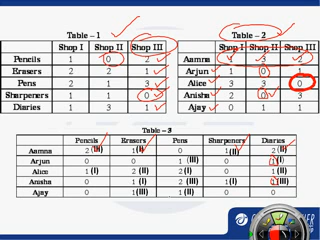 Table – 1
Shop I Shop II Shop III
Pencils 1 0 2
Erasers 2 2 1
Pens 2 1 3
Sharpeners 1 1 0
Diaries 1 3 1
Table – 2
Shop I Shop II Shop III
Aamna 1 3 2
Arjun 1 0 1
Alice 3 3 0
Anisha 2 0 3
Ajay 0 1 1
Table – 3
Pencils Erasers Pens Sharpeners Diaries
Aamna 2 (III) 1 (II) 0 1 (II) 2 (II)
Arjun 0 0 1 (III) 0 1 (I)
Alice 1 (I) 2 (II) 2 (I) 0 1 (II)
Anisha 0 1 (I) 2 (III) 1 (I) 0 (III)
Ajay 0 1 (III) 1 (II) 0 0